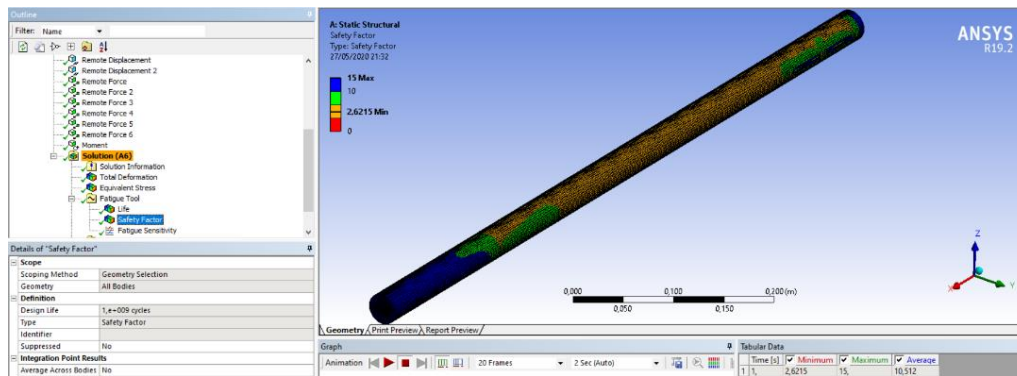 Outline
Filter: Name
Remote Displacement
Remote Displacement 2
Remote Force
Remote Force 2
Remote Force 3
Remote Force 4
Remote Force 5
Remote Force 6
Moment
Solution (A6)
Solution Information
Total Deformation
Equivalent Stress
Fatigue Tool
Life
Safety Factor
Fatigue Sensitivity
Details of "Safety Factor"
Scope
Scoping Method Geometry Selection
Geometry All Bodies
Definition
Design Life 1,e+009 cycles
Type Safety Factor
Identifier
Suppressed No
Integration Point Results
Average Across Bodies No
A: Static Structural
Safety Factor
Type: Safety Factor
27/05/2020 21:32
15 Max
10
2,6215 Min
0
ANSYS
R19.2
Z
X
Y
0,000 0,100 0,200 (m)
0,050 0,150
Geometry Print Preview Report Preview
Graph
Animation 20 Frames 2 Sec (Auto)
Tabular Data
Time [s] Minimum Maximum Average
1 1, 2,6215 15, 10,512